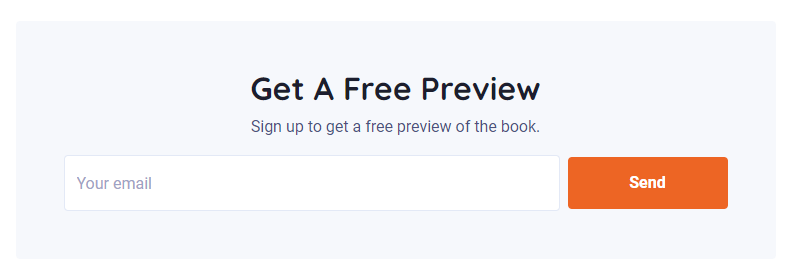 Get A Free Preview
Sign up to get a free preview of the book.
Your email
Send